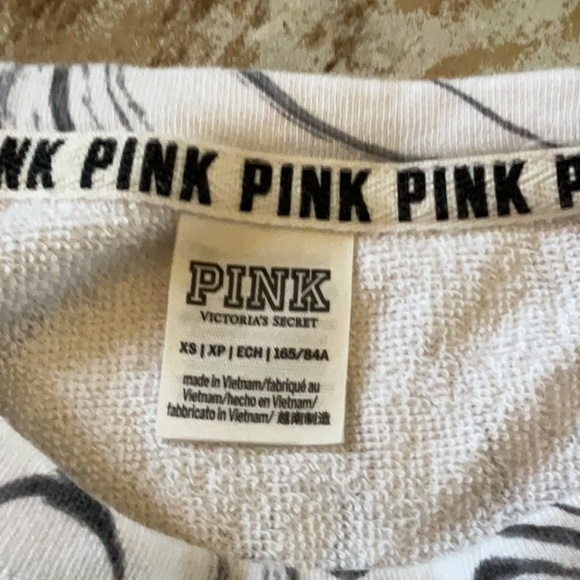 NK PINK PINK PINK P
PINK
VICTORIA'S SECRET
XS | XP | ECH | 165/84A
made in Vietnam/fabriqué au
Vietnam/hecho en Vietnam/
fabbricato in Vietnam/ 越南制造